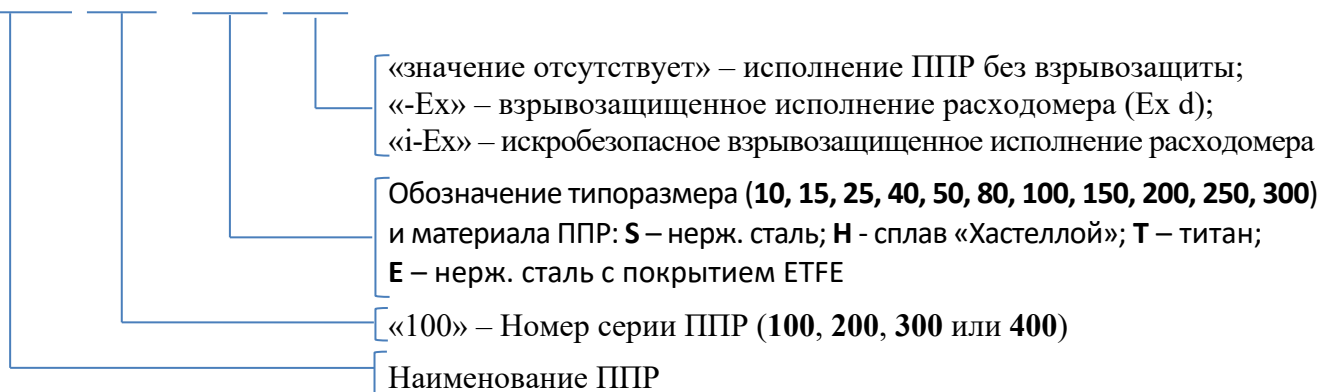 «значение отсутствует» – исполнение ППР без взрывозащиты;
«-Ex» – взрывозащищенное исполнение расходомера (Ex d);
«i-Ex» – искробезопасное взрывозащищенное исполнение расходомера
Обозначение типоразмера (10, 15, 25, 40, 50, 80, 100, 150, 200, 250, 300)
и материала ППР: S – нерж. сталь; H - сплав «Хастеллой»; T – титан;
E – нерж. сталь с покрытием ETFE
«100» – Номер серии ППР (100, 200, 300 или 400)
Наименование ППР